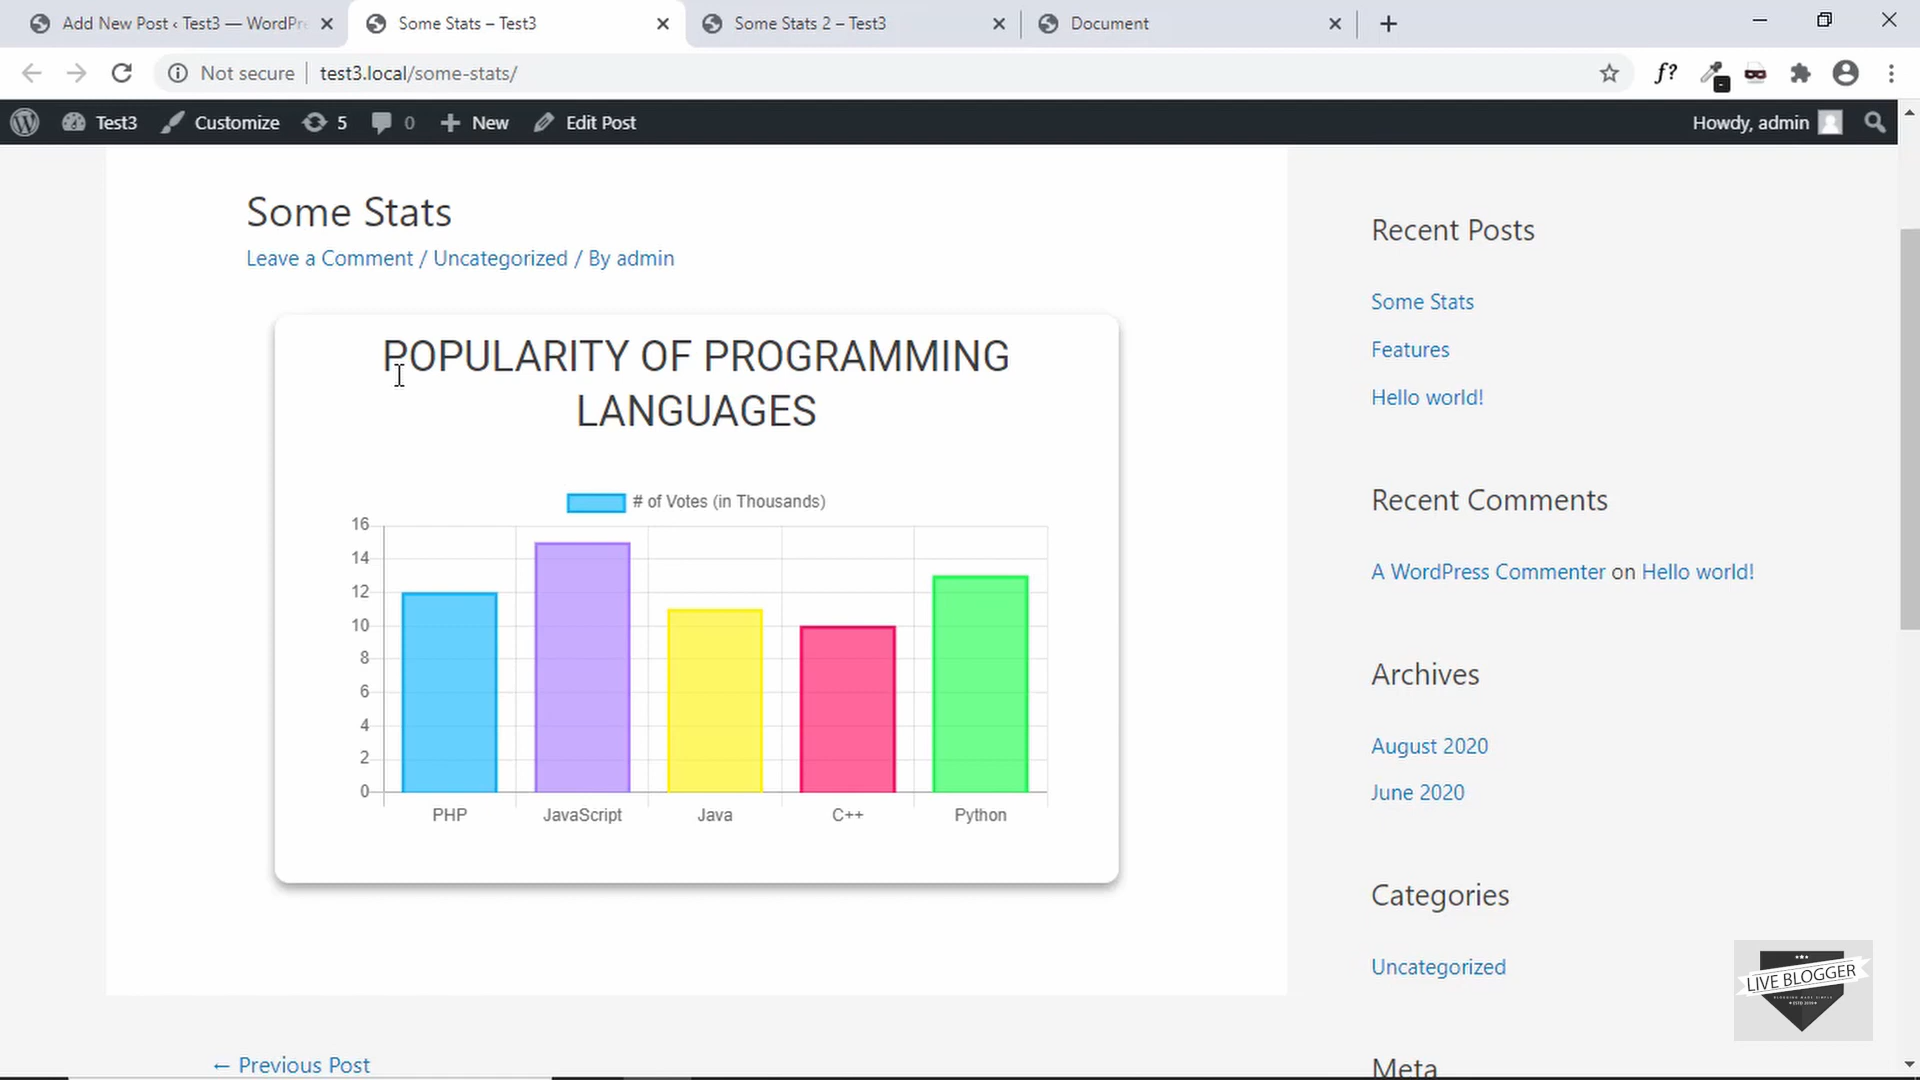 Add New Post ‹ Test3 — WordPre
Some Stats – Test3
Some Stats 2 – Test3
Document
Not secure
test3.local/some-stats/
f?
Test3
Customize
5
0
New
Edit Post
Howdy, admin
Some Stats
Leave a Comment / Uncategorized / By admin
POPULARITY OF PROGRAMMING
LANGUAGES
# of Votes (in Thousands)
16
14
12
10
8
6
4
2
0
PHP
JavaScript
Java
C++
Python
← Previous Post
Recent Posts
Some Stats
Features
Hello world!
Recent Comments
A WordPress Commenter on Hello world!
Archives
August 2020
June 2020
Categories
Uncategorized
Meta
LIVE BLOGGER